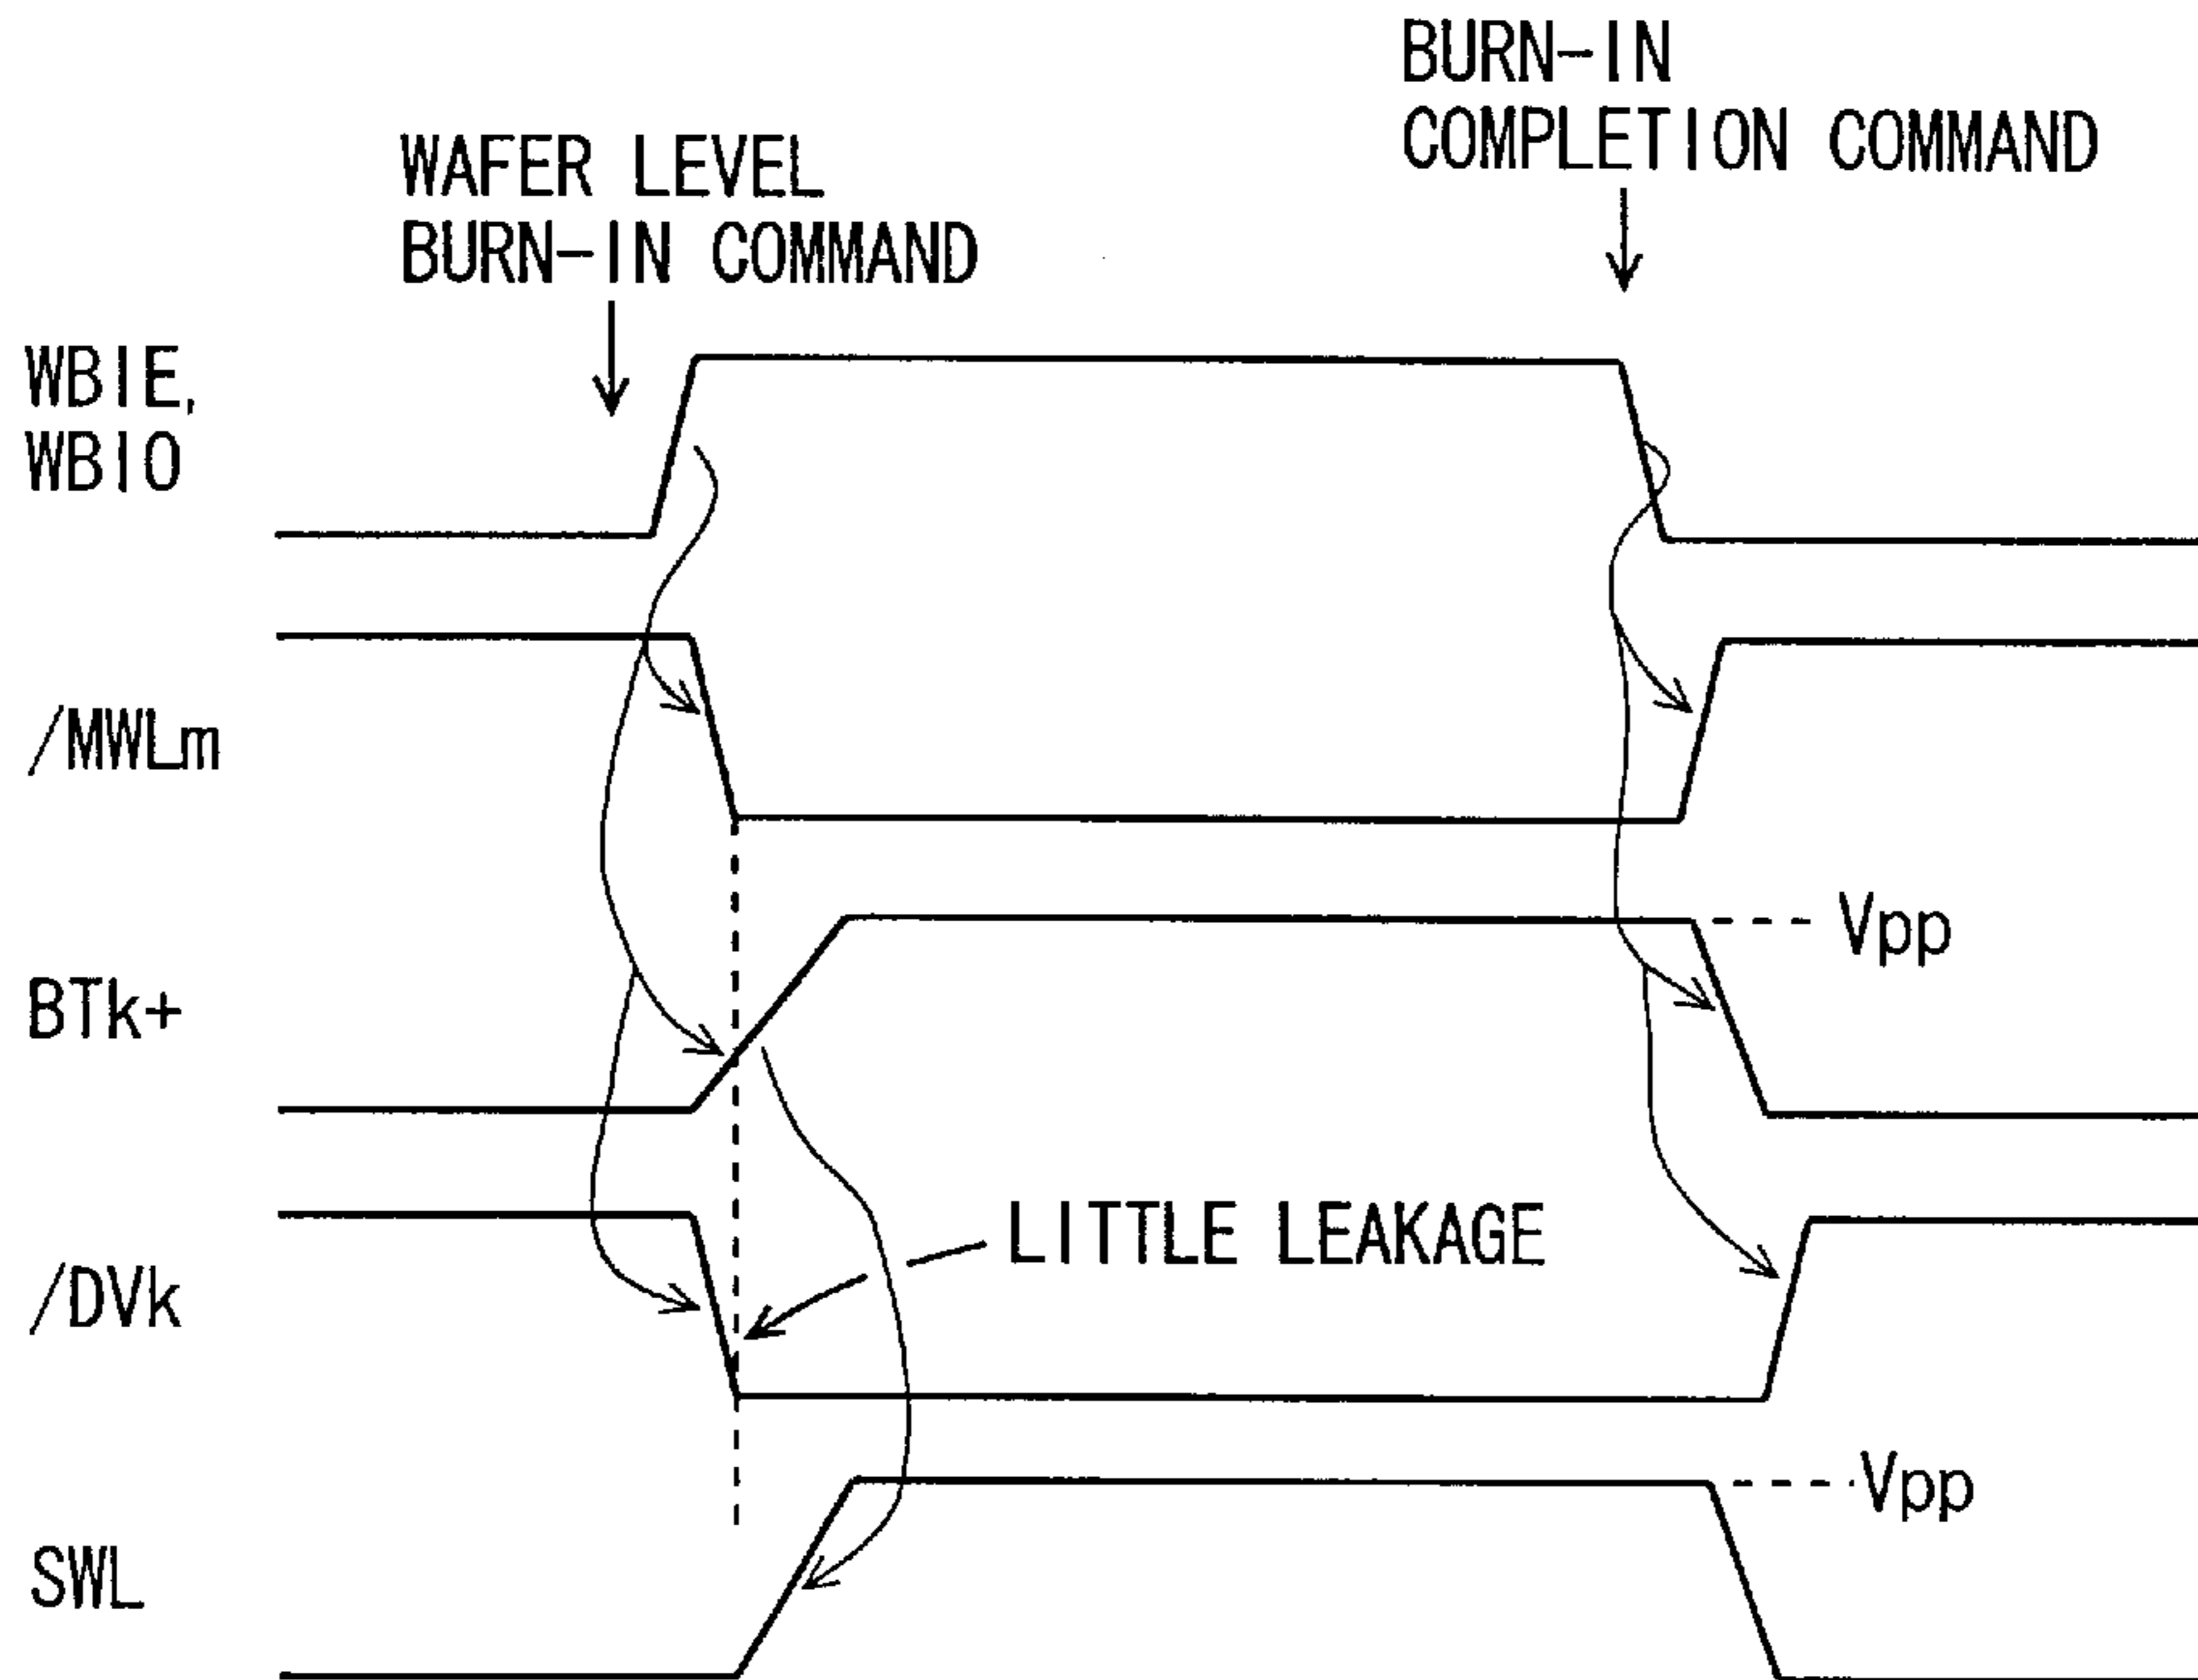 BURN-IN
COMPLETION COMMAND
WAFER LEVEL
BURN-IN COMMAND
WBIE,
WBIO
/MWLm
Vpp
BTk+
LITTLE LEAKAGE
/DVk
Vpp
SWL